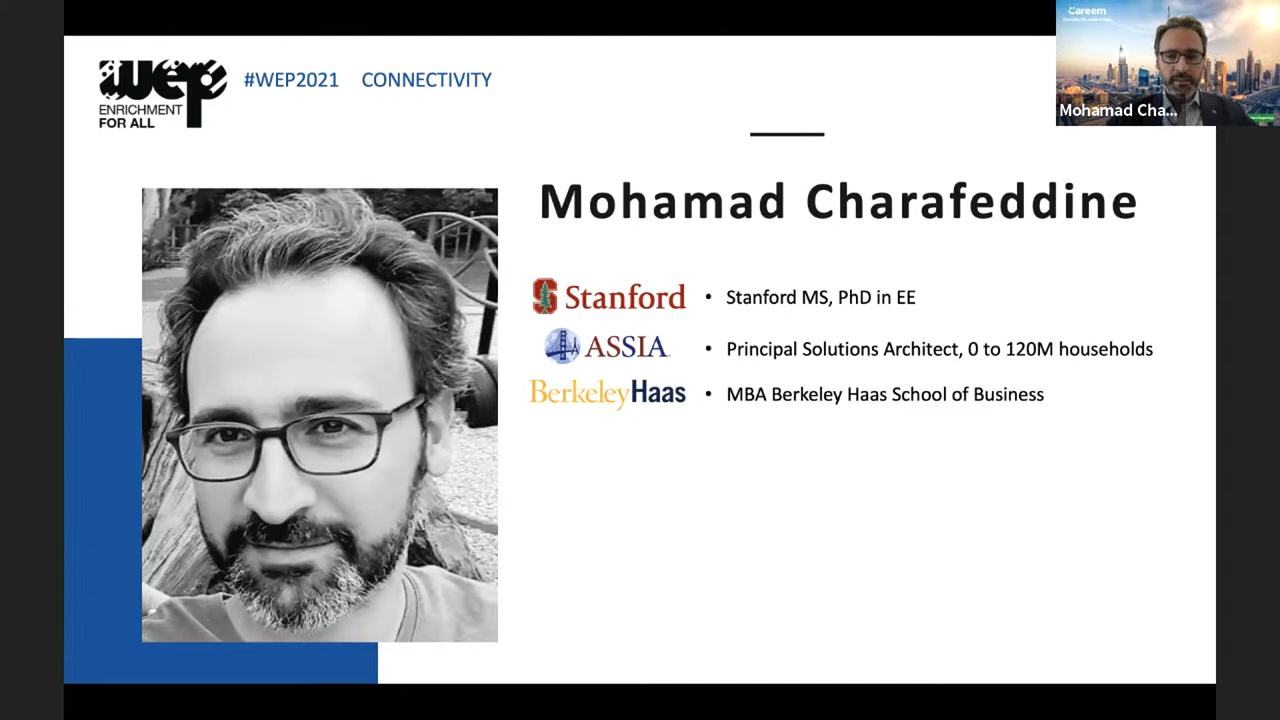 Careem
wep
ENRICHMENT
FOR ALL
#WEP2021 CONNECTIVITY
Mohamad Cha...
Mohamad Charafeddine
Stanford • Stanford MS, PhD in EE
ASSIA • Principal Solutions Architect, 0 to 120M households
BerkeleyHaas • MBA Berkeley Haas School of Business